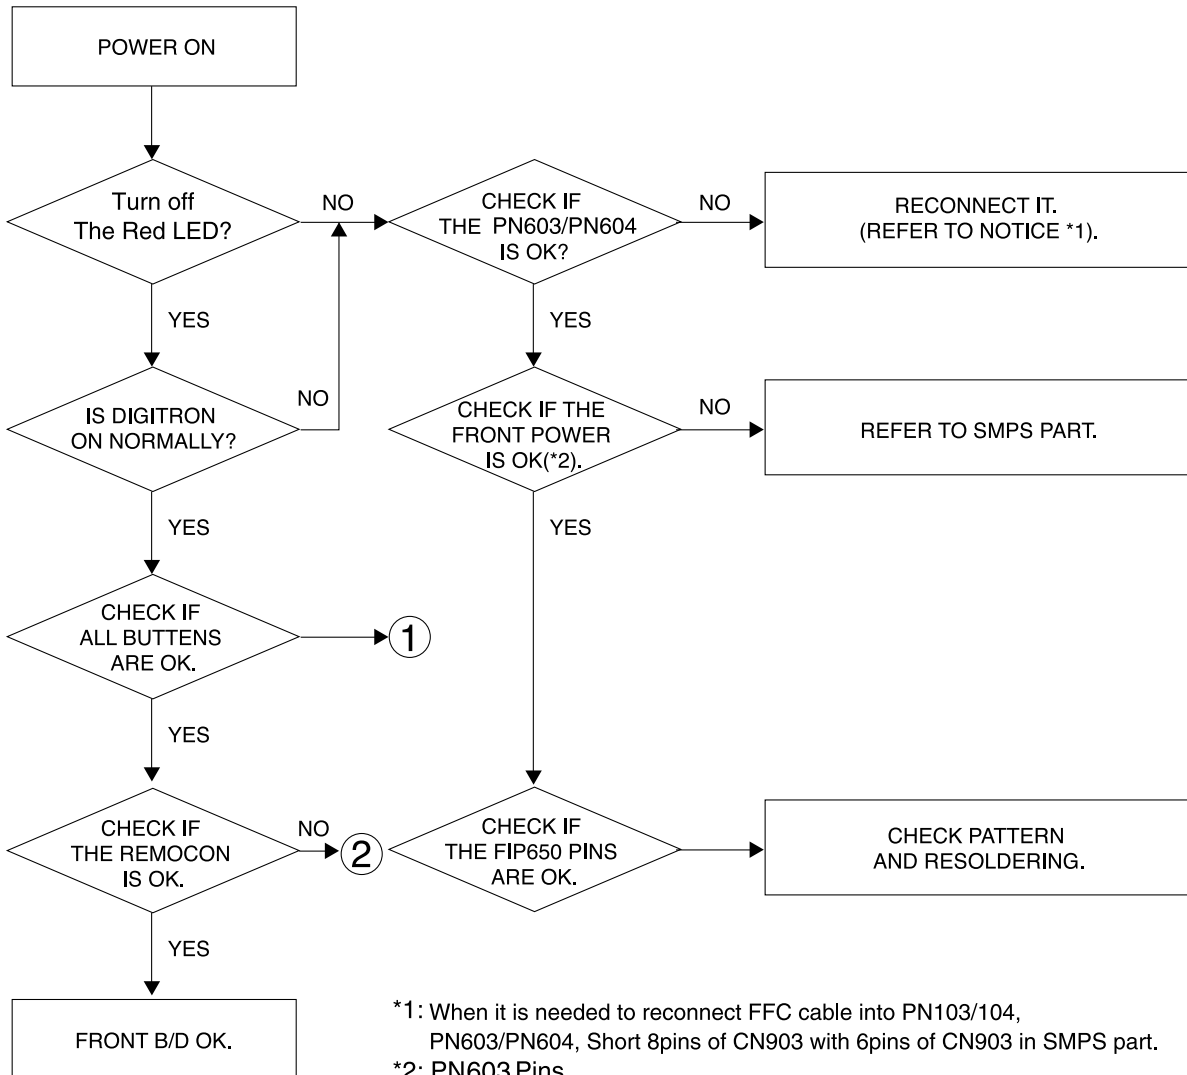 POWER ON
Turn off
The Red LED?
NO
CHECK IF
THE PN603/PN604
IS OK?
NO
RECONNECT IT.
(REFER TO NOTICE *1).
YES
YES
IS DIGITRON
ON NORMALLY?
NO
CHECK IF THE
FRONT POWER
IS OK(*2).
NO
REFER TO SMPS PART.
YES
YES
CHECK IF
ALL BUTTENS
ARE OK.
1
YES
CHECK IF
THE REMOCON
IS OK.
NO
2
CHECK IF
THE FIP650 PINS
ARE OK.
CHECK PATTERN
AND RESOLDERING.
YES
FRONT B/D OK.
*1: When it is needed to reconnect FFC cable into PN103/104,
PN603/PN604, Short 8pins of CN903 with 6pins of CN903 in SMPS part.
*2: PN603 Pins